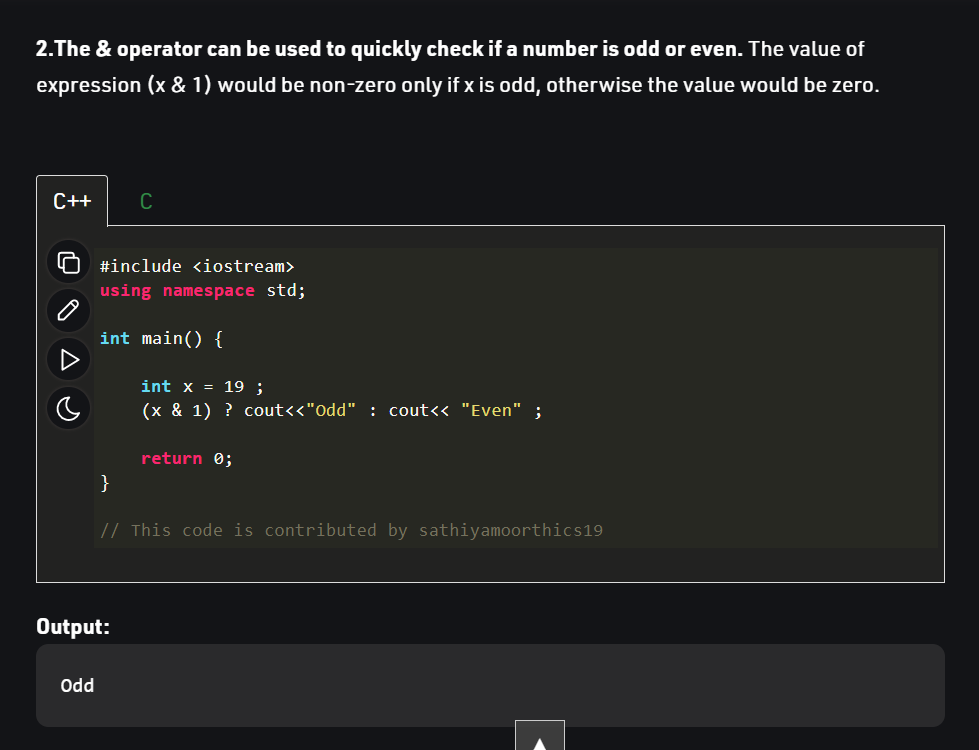 2.The & operator can be used to quickly check if a number is odd or even. The value of
expression (x & 1) would be non-zero only if x is odd, otherwise the value would be zero.
C++ C
#include <iostream>
using namespace std;
int main() {
int x = 19 ;
(x & 1) ? cout<<"Odd" : cout<< "Even" ;
return 0;
}
// This code is contributed by sathiyamoorthics19
Output:
Odd